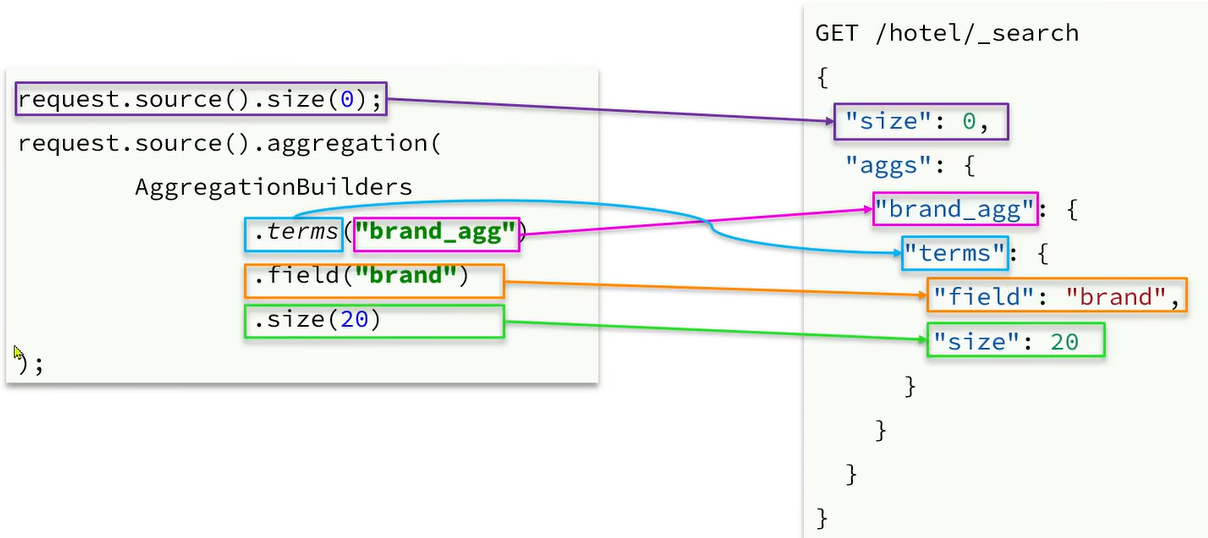 request.source().size(0);
request.source().aggregation(
AggregationBuilders
.terms("brand_agg")
.field("brand")
.size(20)
);
GET /hotel/_search
{
"size": 0,
"aggs": {
"brand_agg": {
"terms": {
"field": "brand",
"size": 20
}
}
}
}